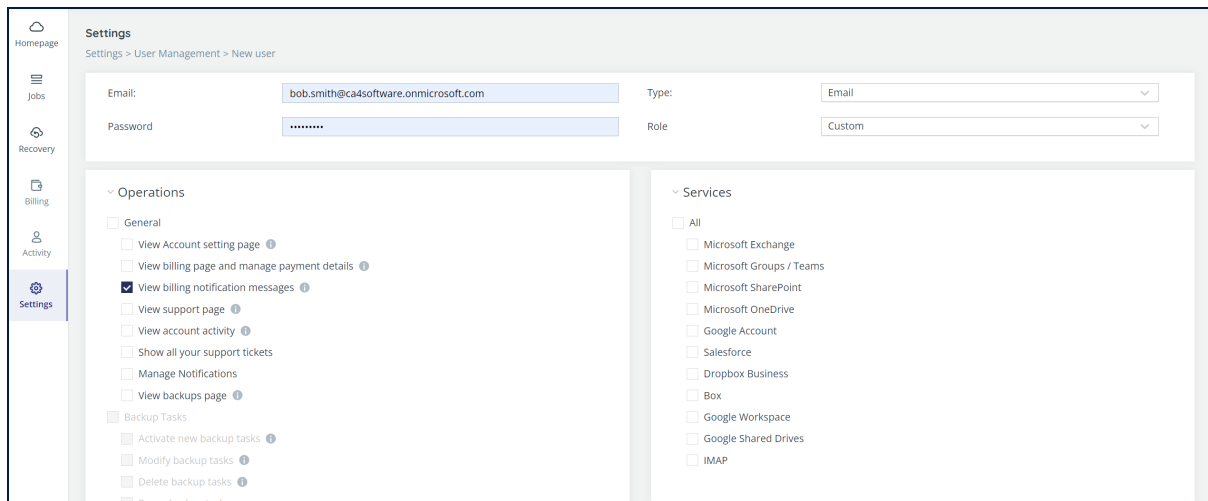 Homepage
Jobs
Recovery
Billing
Activity
Settings
Settings
Settings > User Management > New user
Email:
bob.smith@ca4software.onmicrosoft.com
Type:
Email
Password
•••••••••
Role
Custom
Operations
General
View Account setting page
View billing page and manage payment details
View billing notification messages
View support page
View account activity
Show all your support tickets
Manage Notifications
View backups page
Backup Tasks
Activate new backup tasks
Modify backup tasks
Delete backup tasks
Services
All
Microsoft Exchange
Microsoft Groups / Teams
Microsoft SharePoint
Microsoft OneDrive
Google Account
Salesforce
Dropbox Business
Box
Google Workspace
Google Shared Drives
IMAP